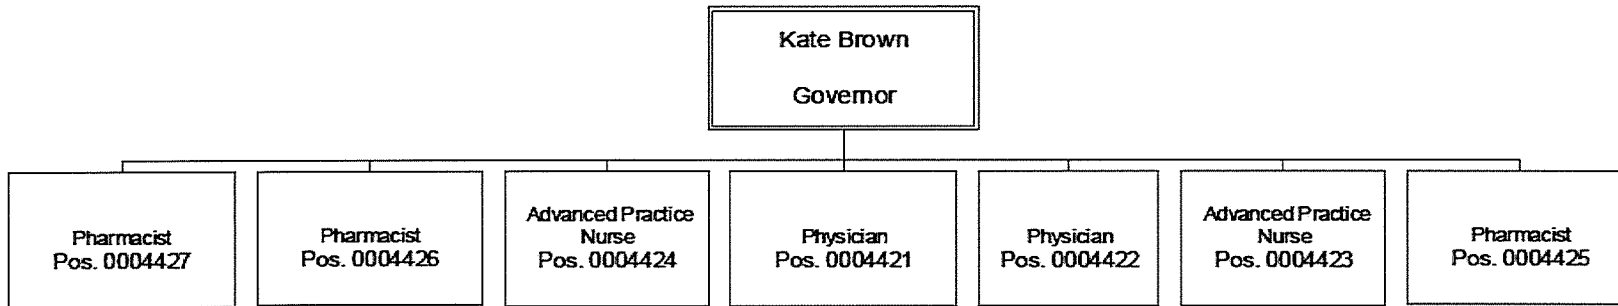 Kate Brown
Governor
Pharmacist
Pos. 0004427
Pharmacist
Pos. 0004426
Advanced Practice
Nurse
Pos. 0004424
Physician
Pos. 0004421
Physician
Pos. 0004422
Advanced Practice
Nurse
Pos. 0004423
Pharmacist
Pos. 0004425